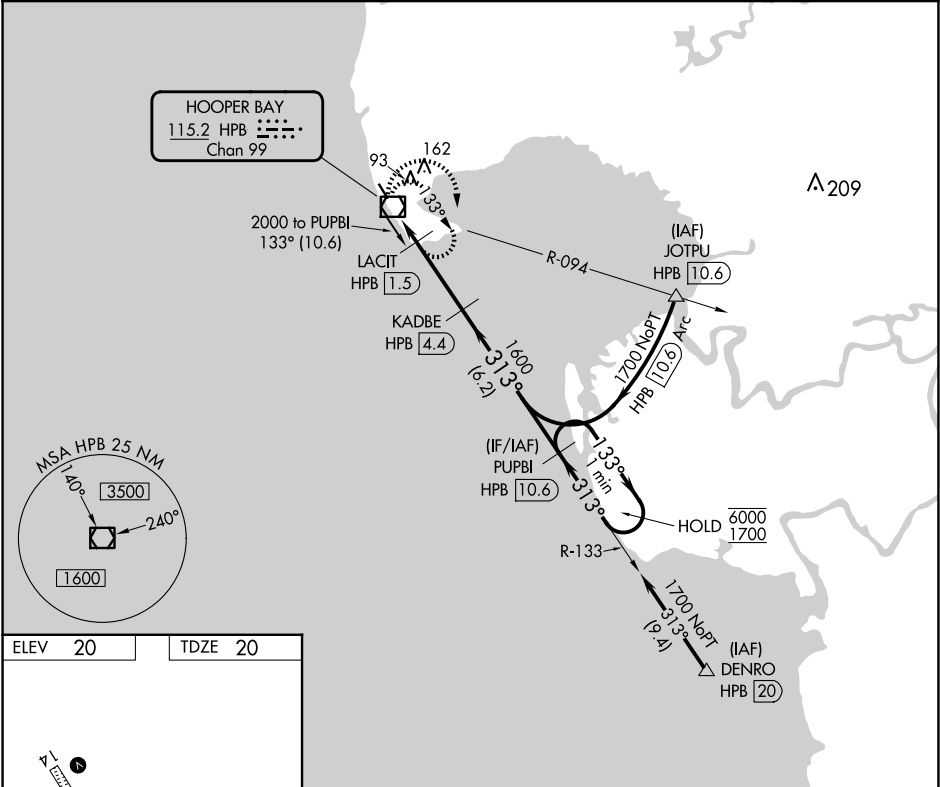 HOOPER BAY
115.2 HPB
Chan 99
93
162
133°
209
2000 to PUPBI
133° (10.6)
LACIT
HPB 1.5
R-094
(IAF)
JOTPU
HPB 10.6
KADBE
HPB 4.4
1600
313°
(6.2)
1700 NoPT
HPB 10.6 Arc
(IF/IAF)
PUPBI
HPB 10.6
133°
1 min
313°
HOLD 6000
1700
R-133
MSA HPB 25 NM
140°
3500
240°
1600
1700 NoPT
313°
(9.4)
(IAF)
DENRO
HPB 20
ELEV 20
TDZE 20
14
V